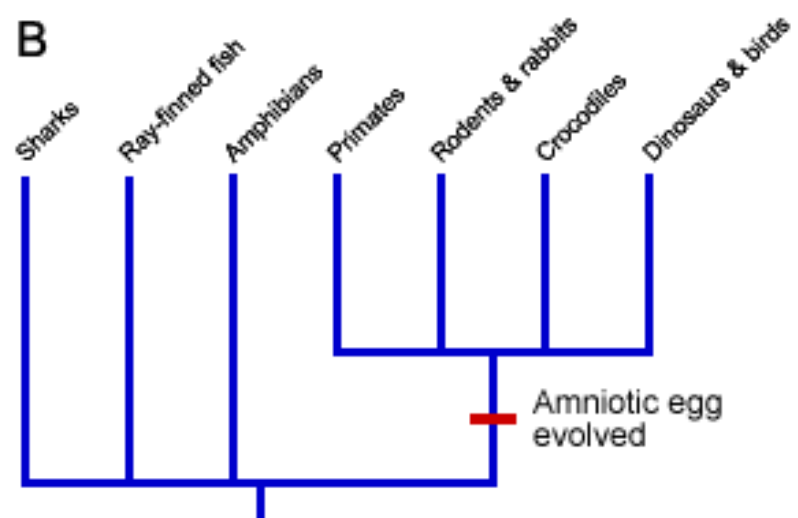 B
Sharks
Ray-finned fish
Amphibians
Primates
Rodents & rabbits
Crocodiles
Dinosaurs & birds
Amniotic egg
evolved